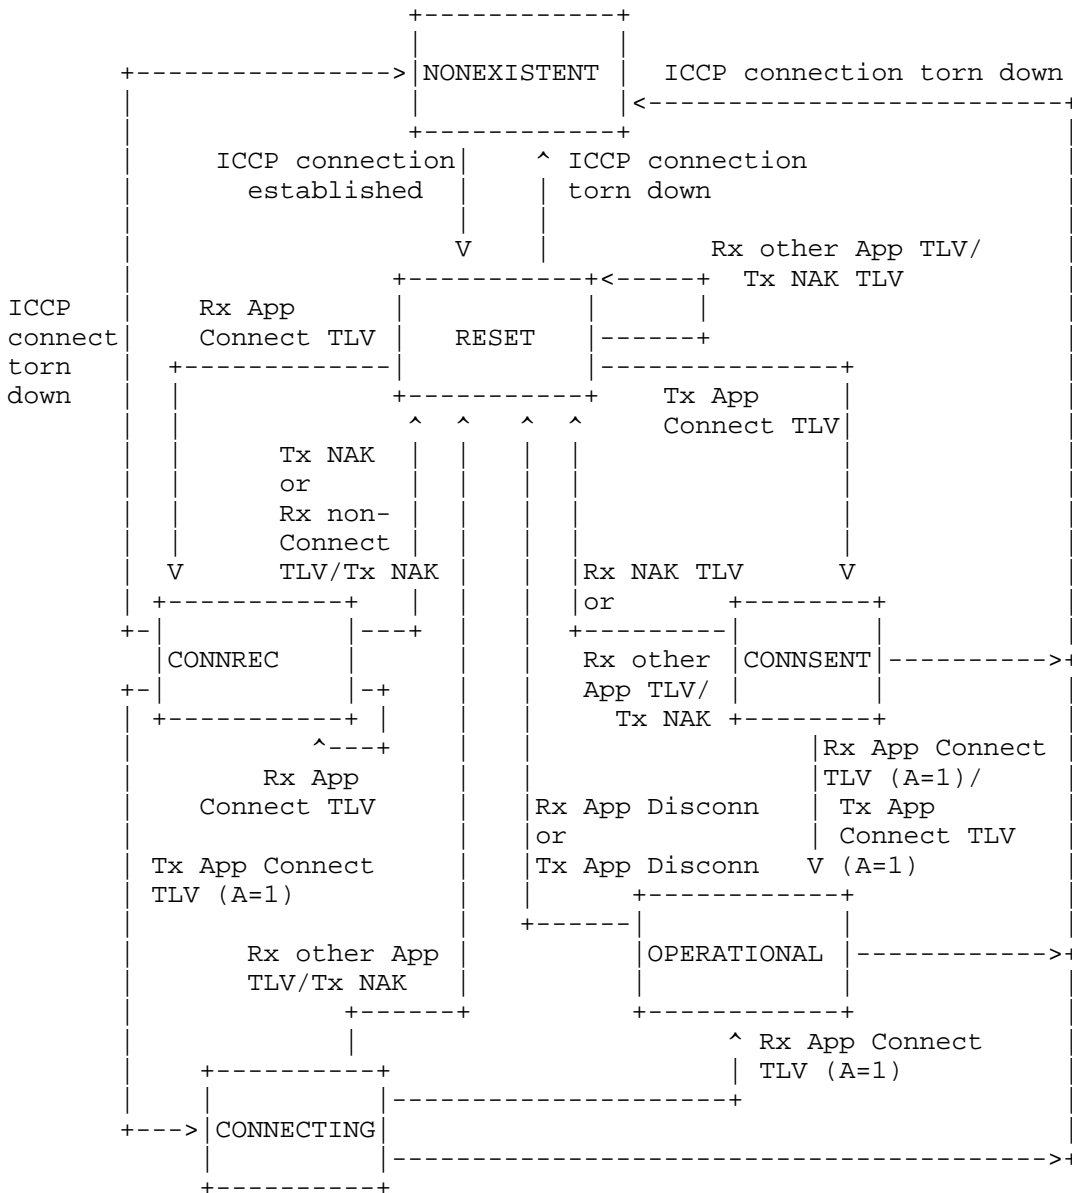 NONEXISTENT ICCP connection torn down
ICCP connection ICCP connection
established torn down
Rx other App TLV/
Tx NAK TLV
ICCP Rx App
connect Connect TLV RESET
torn
down Tx App
Connect TLV
Tx NAK
or
Rx non-
Connect
TLV/Tx NAK Rx NAK TLV
or
CONNREC Rx other CONNSENT
App TLV/
Tx NAK
Rx App Connect
Rx App TLV (A=1)/
Connect TLV Rx App Disconn Tx App
or Connect TLV
Tx App Connect Tx App Disconn (A=1)
TLV (A=1)
Rx other App OPERATIONAL
TLV/Tx NAK
Rx App Connect
TLV (A=1)
CONNECTING